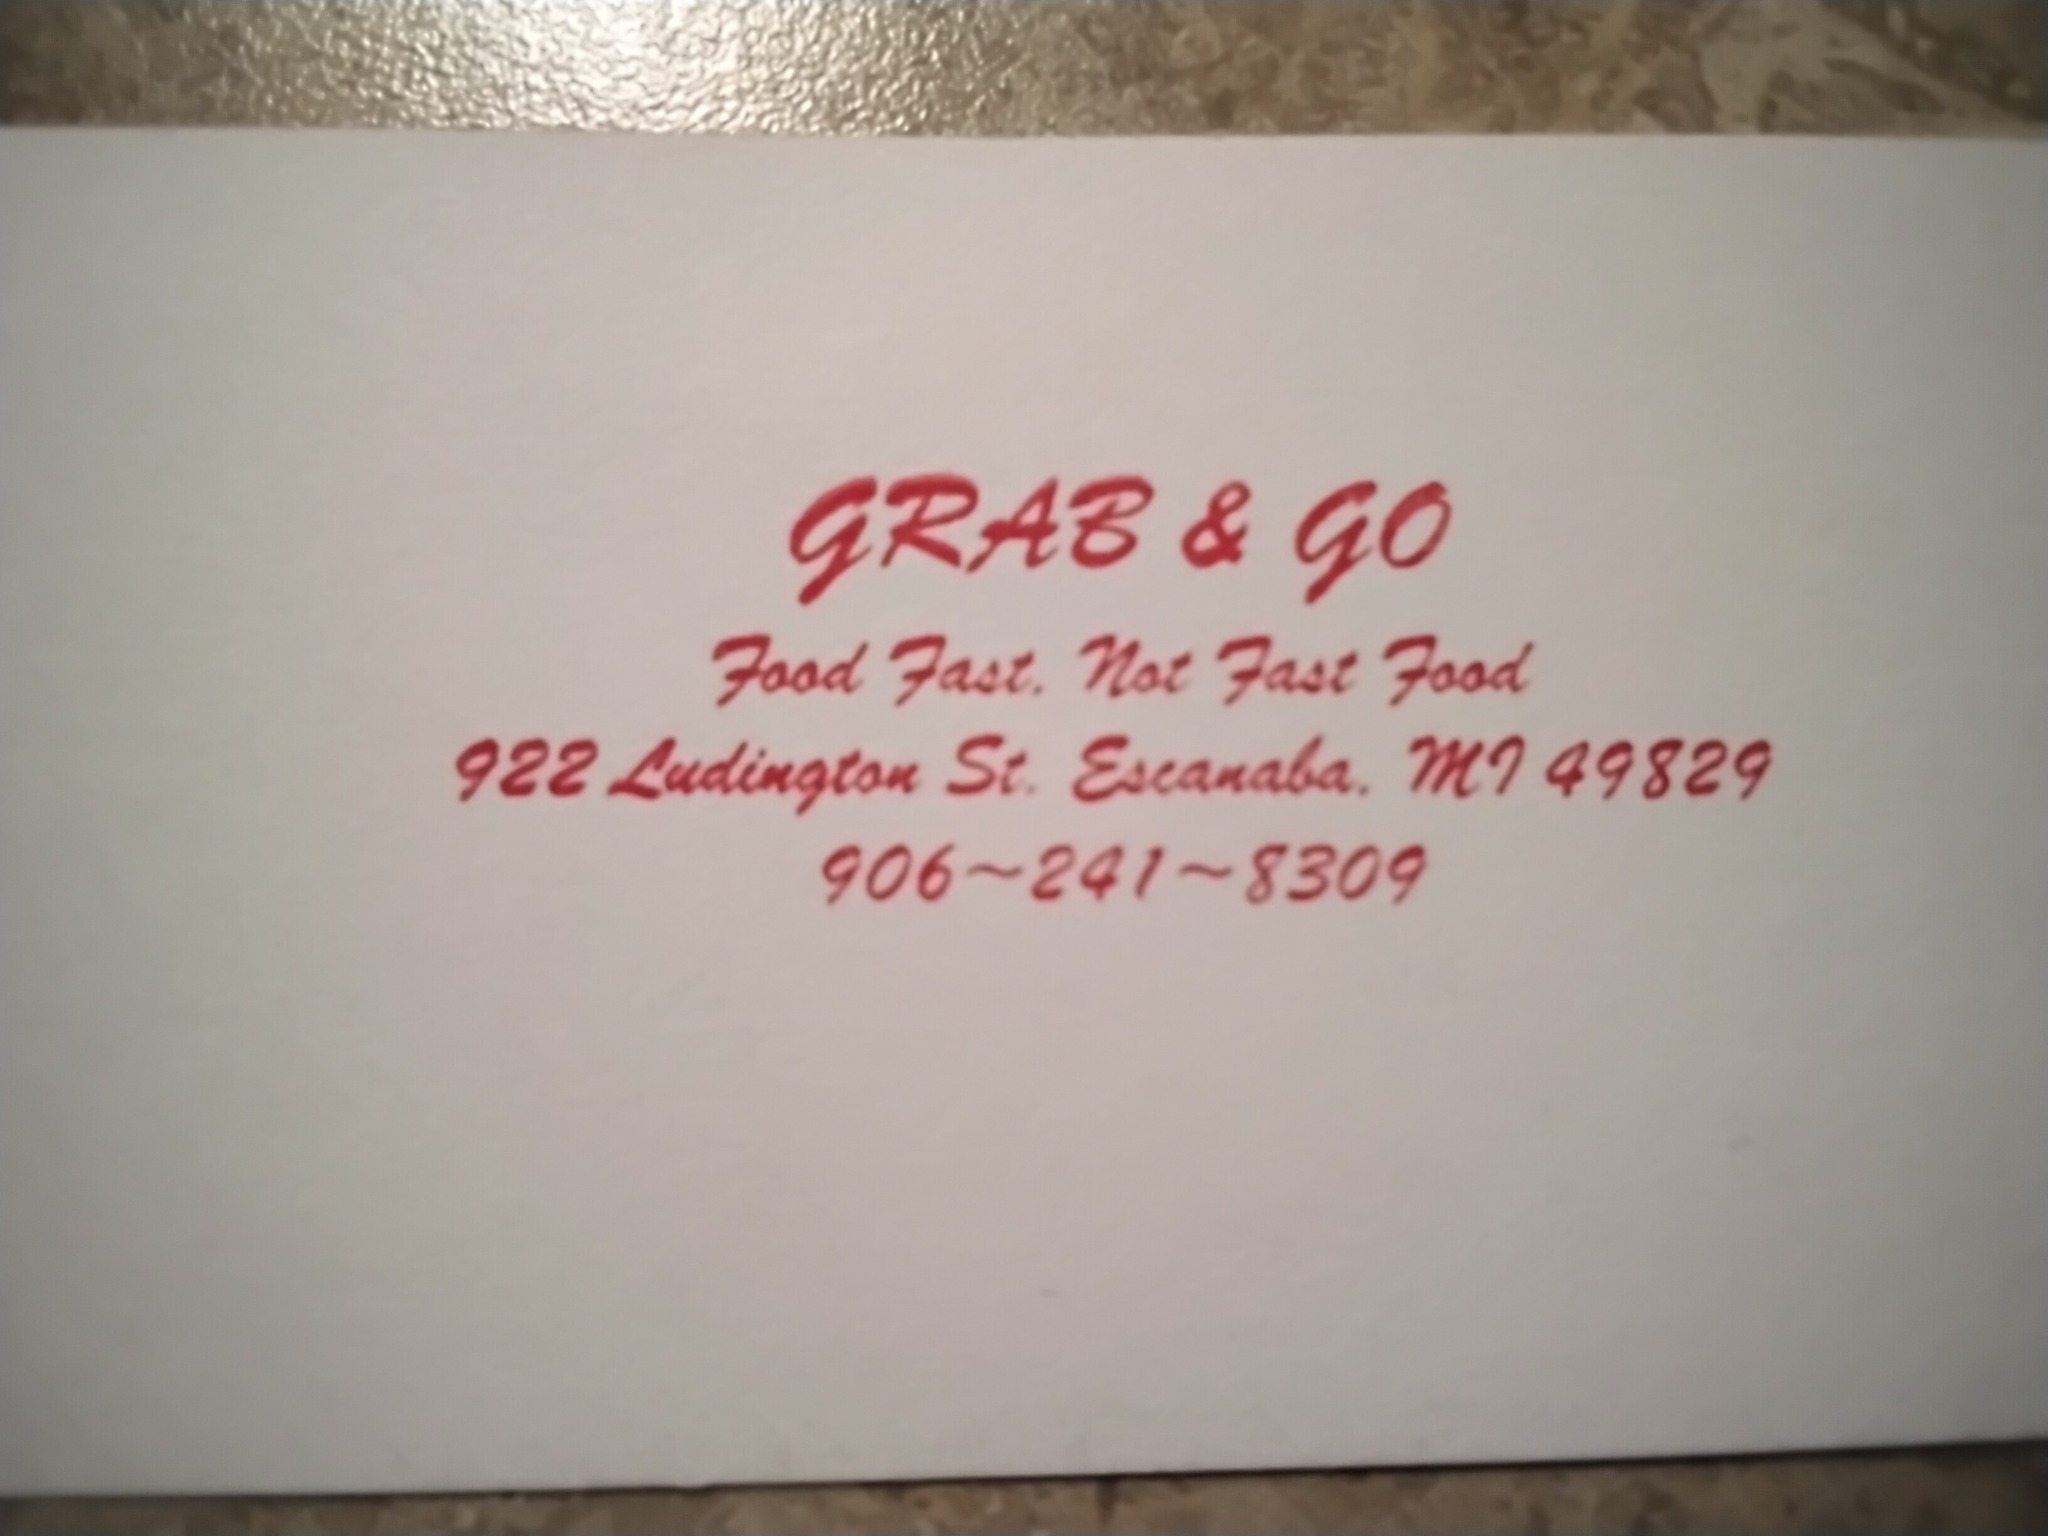 GRAB & GO
Food Fast, Not Fast Food
922 Ludington St. Escanaba, MI 49829
906~241~8309